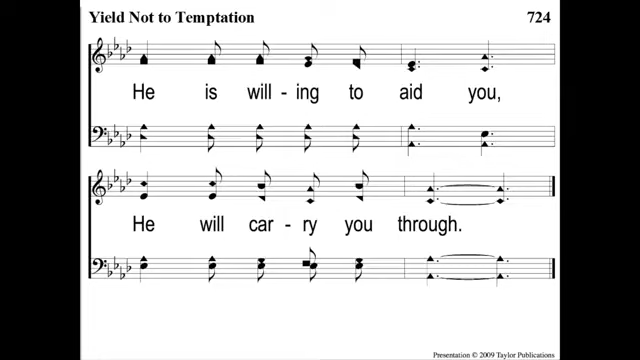 Yield Not to Temptation 724
He is will - ing to aid you,
He will car - ry you through.
Presentation © 2009 Taylor Publications